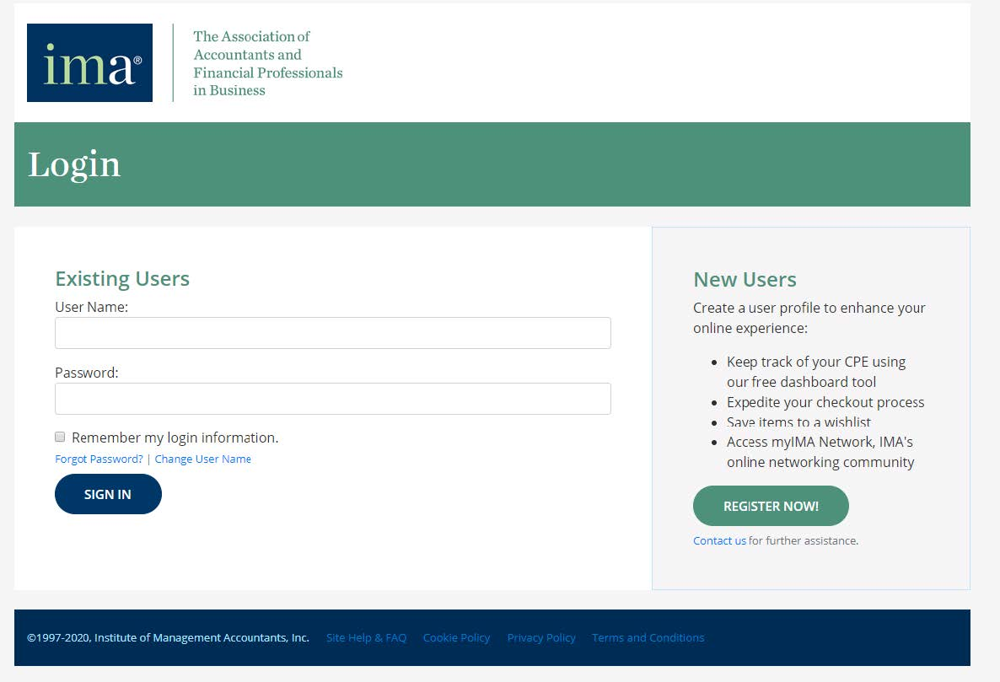 ima®
The Association of
Accountants and
Financial Professionals
in Business
Login
Existing Users
User Name:
Password:
Remember my login information.
Forgot Password? | Change User Name
SIGN IN
New Users
Create a user profile to enhance your
online experience:
• Keep track of your CPE using
our free dashboard tool
• Expedite your checkout process
• Save items to a wishlist
• Access myIMA Network, IMA's
online networking community
REGISTER NOW!
Contact us for further assistance.
©1997-2020, Institute of Management Accountants, Inc. Site Help & FAQ Cookie Policy Privacy Policy Terms and Conditions